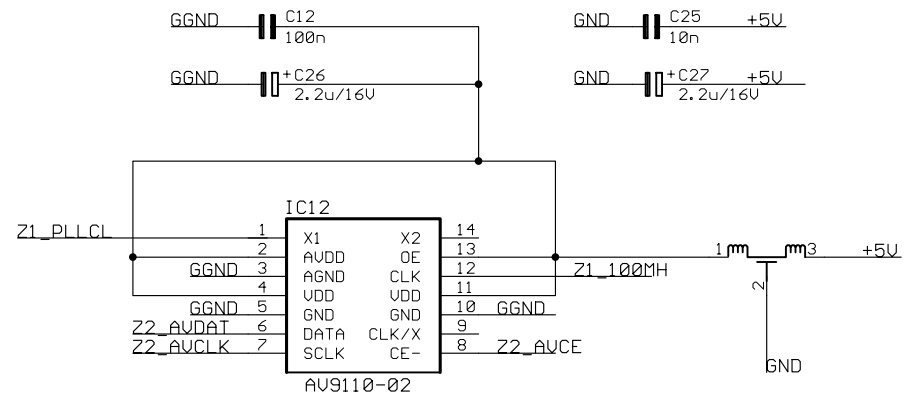 GGND C12 GND C25 +5V
100n 10n
GGND +C26 GND +C27 +5V
2.2u/16V 2.2u/16V
IC12
Z1_PLLCL 1 X1 X2 14
2 AVDD OE 13 1 3 +5V
GGND 3 AGND CLK 12 Z1_100MH
4 VDD VDD 11 2
GGND 5 GND GND 10 GGND
Z2_AVDAT 6 DATA CLK/X 9
Z2_AVCLK 7 SCLK CE- 8 Z2_AVCE
GND
AV9110-02